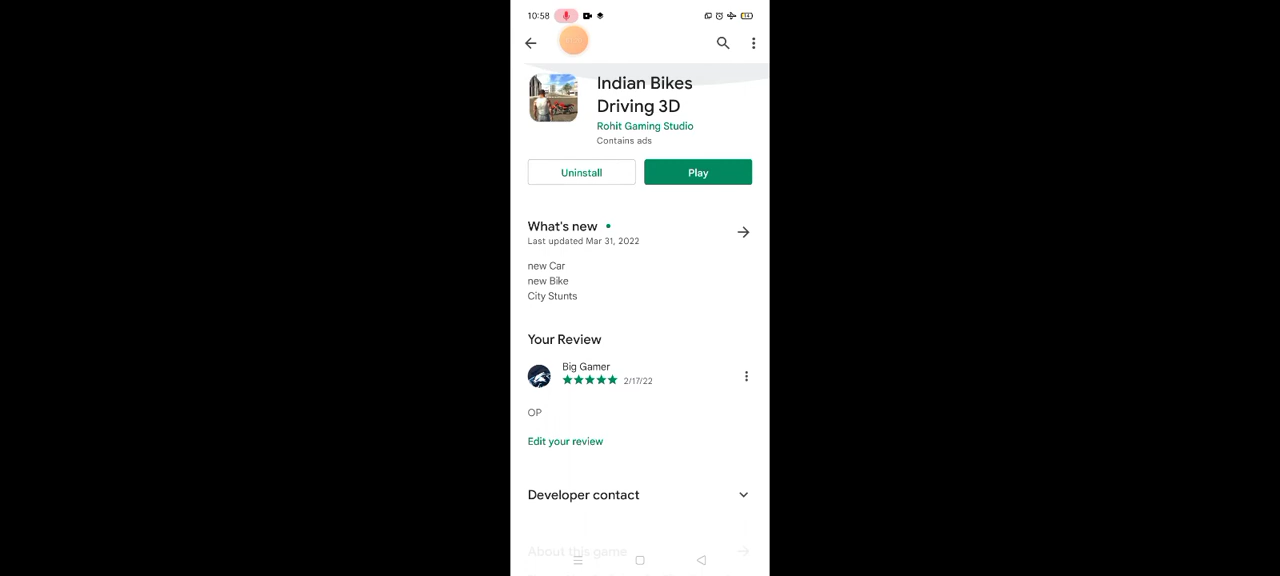 10:58
Indian Bikes
Driving 3D
Rohit Gaming Studio
Contains ads
Uninstall
Play
What's new
Last updated Mar 31, 2022
new Car
new Bike
City Stunts
Your Review
Big Gamer
2/17/22
OP
Edit your review
Developer contact
About this game